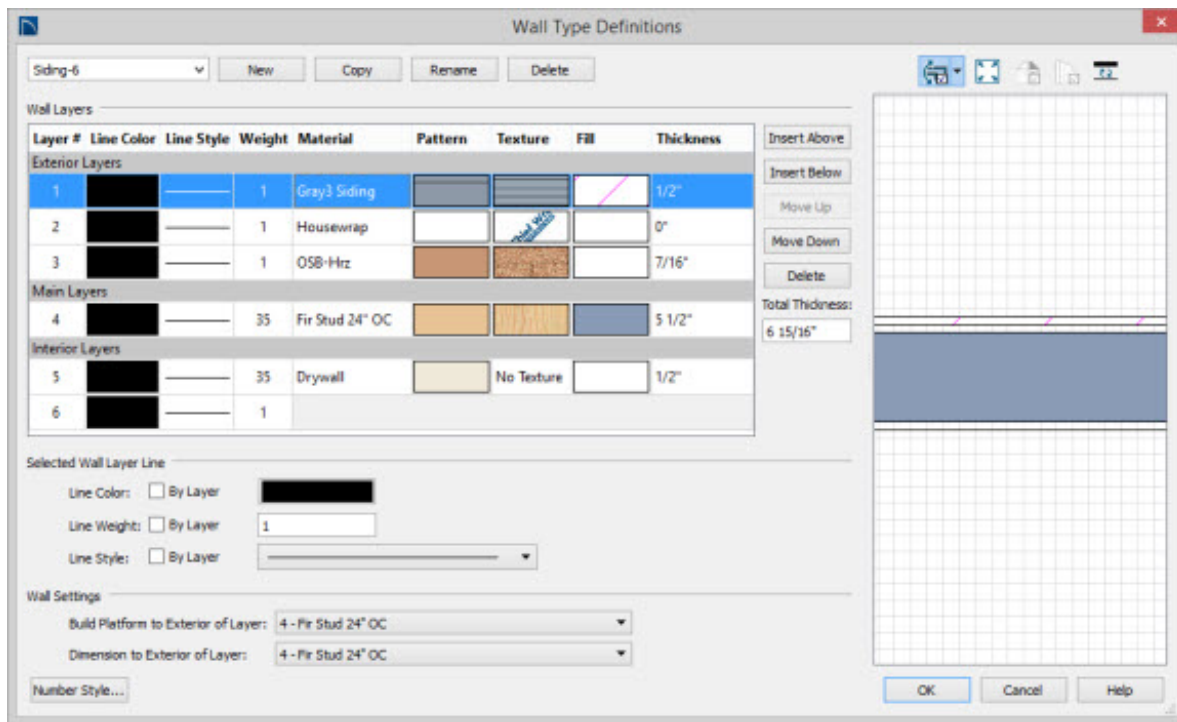 Wall Type Definitions
Siding-6 New Copy Rename Delete
Wall Layers
Layer # Line Color Line Style Weight Material Pattern Texture Fill Thickness
Exterior Layers
1 1 Gray3 Siding 1/2"
2 1 Housewrap 0"
3 1 OSB-Hrz 7/16"
Main Layers
4 35 Fir Stud 24" OC 5 1/2"
Interior Layers
5 35 Drywall No Texture 1/2"
6 1
Insert Above
Insert Below
Move Up
Move Down
Delete
Total Thickness:
6 15/16"
Selected Wall Layer Line
Line Color: By Layer
Line Weight: By Layer 1
Line Style: By Layer
Wall Settings
Build Platform to Exterior of Layer: 4 - Fir Stud 24" OC
Dimension to Exterior of Layer: 4 - Fir Stud 24" OC
Number Style... OK Cancel Help